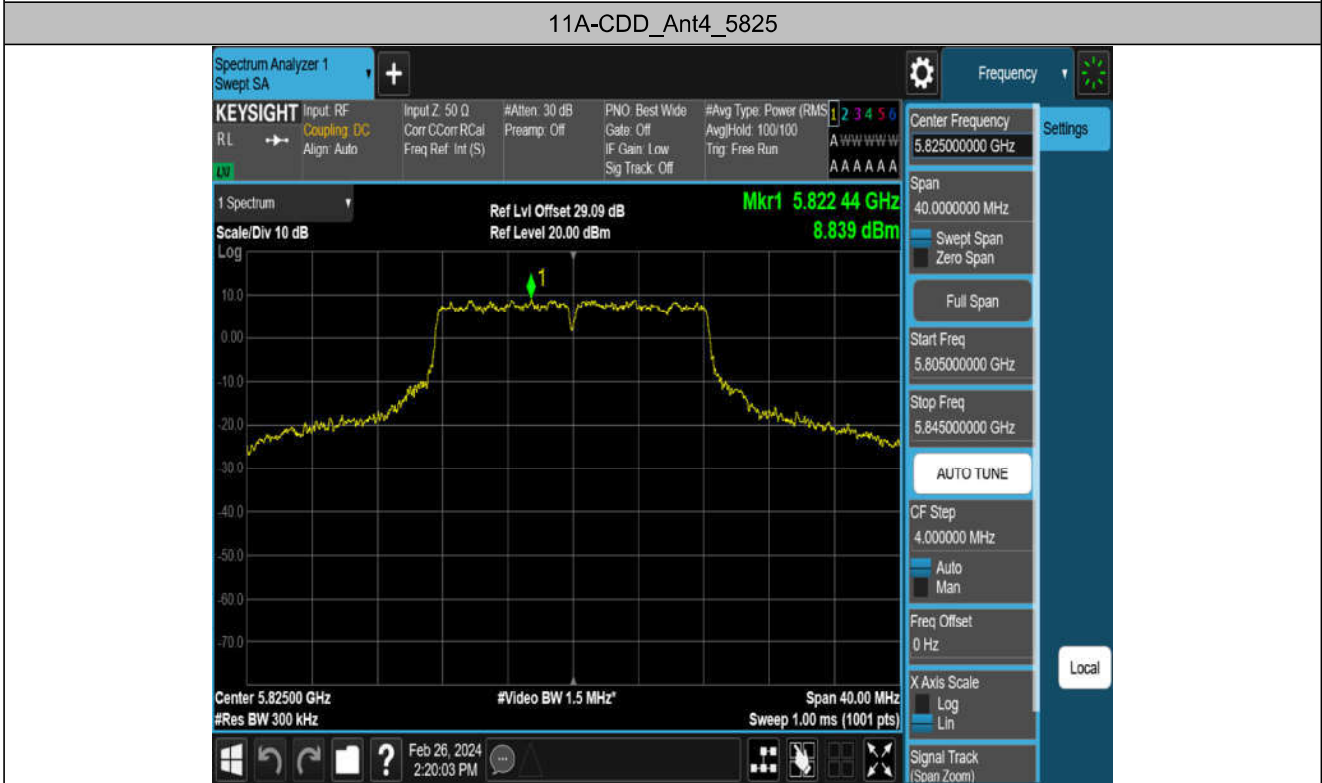 11A-CDD_Ant4_5825
Spectrum Analyzer 1
Swept SA
+
Frequency
KEYSIGHT
RL
LXI
Input: RF
Coupling: DC
Align: Auto
Input Z: 50 Ω
Corr CCorr RCal
Freq Ref: Int (S)
#Atten: 30 dB
Preamp: Off
PNO: Best Wide
Gate: Off
IF Gain: Low
Sig Track: Off
#Avg Type: Power (RMS
Avg|Hold: 100/100
Trig: Free Run
1 2 3 4 5 6
A W W W W W
A A A A A A
1 Spectrum
Scale/Div 10 dB
Log
Ref Lvl Offset 29.09 dB
Ref Level 20.00 dBm
Mkr1 5.822 44 GHz
8.839 dBm
1
10.0
0.00
-10.0
-20.0
-30.0
-40.0
-50.0
-60.0
-70.0
Center 5.82500 GHz
#Res BW 300 kHz
#Video BW 1.5 MHz*
Span 40.00 MHz
Sweep 1.00 ms (1001 pts)
?
Feb 26, 2024
2:20:03 PM
Center Frequency
5.825000000 GHz
Span
40.0000000 MHz
Swept Span
Zero Span
Full Span
Start Freq
5.805000000 GHz
Stop Freq
5.845000000 GHz
AUTO TUNE
CF Step
4.000000 MHz
Auto
Man
Freq Offset
0 Hz
X Axis Scale
Log
Lin
Signal Track
(Span Zoom)
Settings
Local